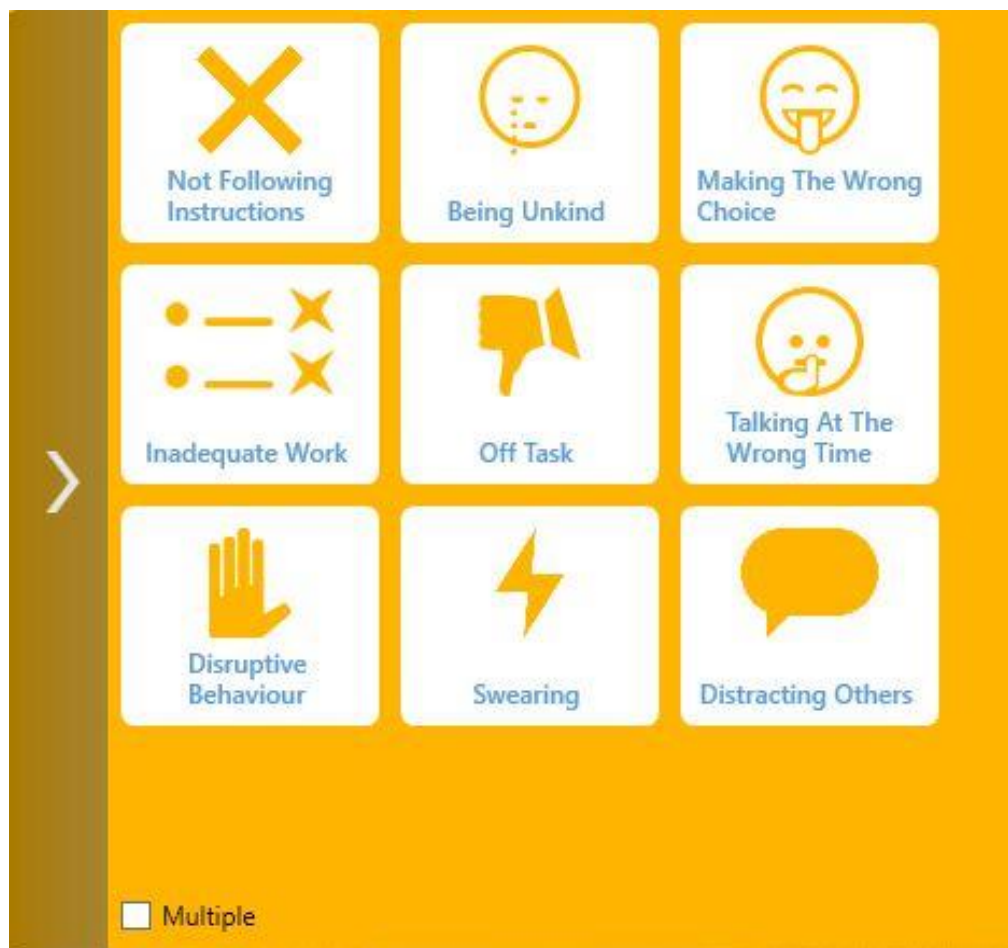 Not Following
Instructions
Being Unkind
Making The Wrong
Choice
Inadequate Work
Off Task
Talking At The
Wrong Time
Disruptive
Behaviour
Swearing
Distracting Others
Multiple